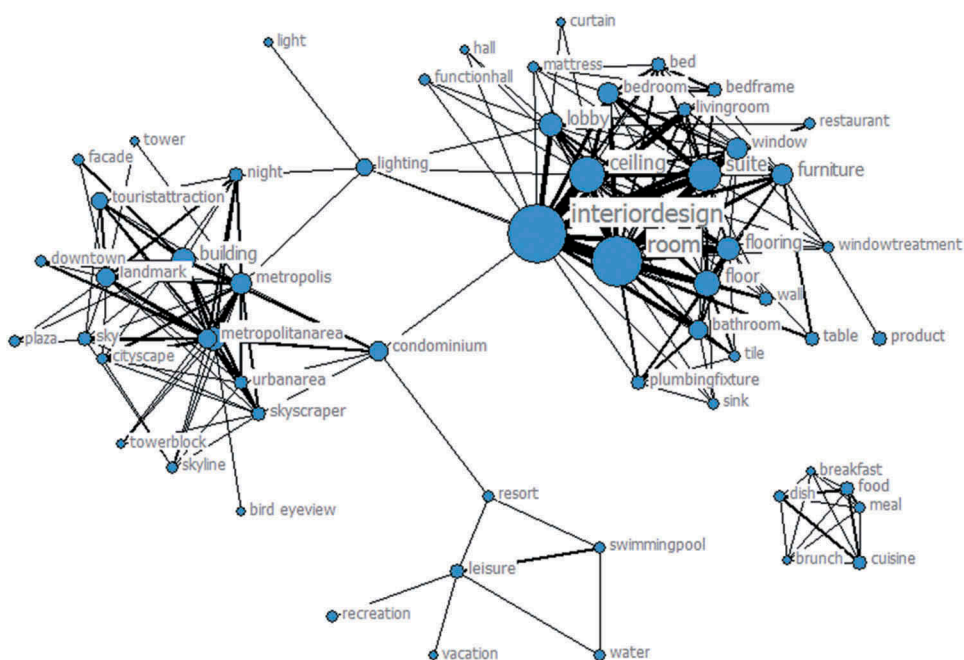 curtain
light
hall
mattress
bed
functionhall
bedroom
bedframe
livingroom
lobby
restaurant
tower
window
facade
night
lighting
ceiling
suite
furniture
touristattraction
interiordesign
building
room
flooring
windowtreatment
downtown
landmark
metropolis
floor
wall
plaza
sky
metropolitanarea
bathroom
table
product
cityscape
condominium
tile
urbanarea
plumbingfixture
skyscraper
sink
towerblock
skyline
breakfast
resort
dish
food
meal
bird eyeview
swimmingpool
brunch
cuisine
leisure
recreation
vacation
water